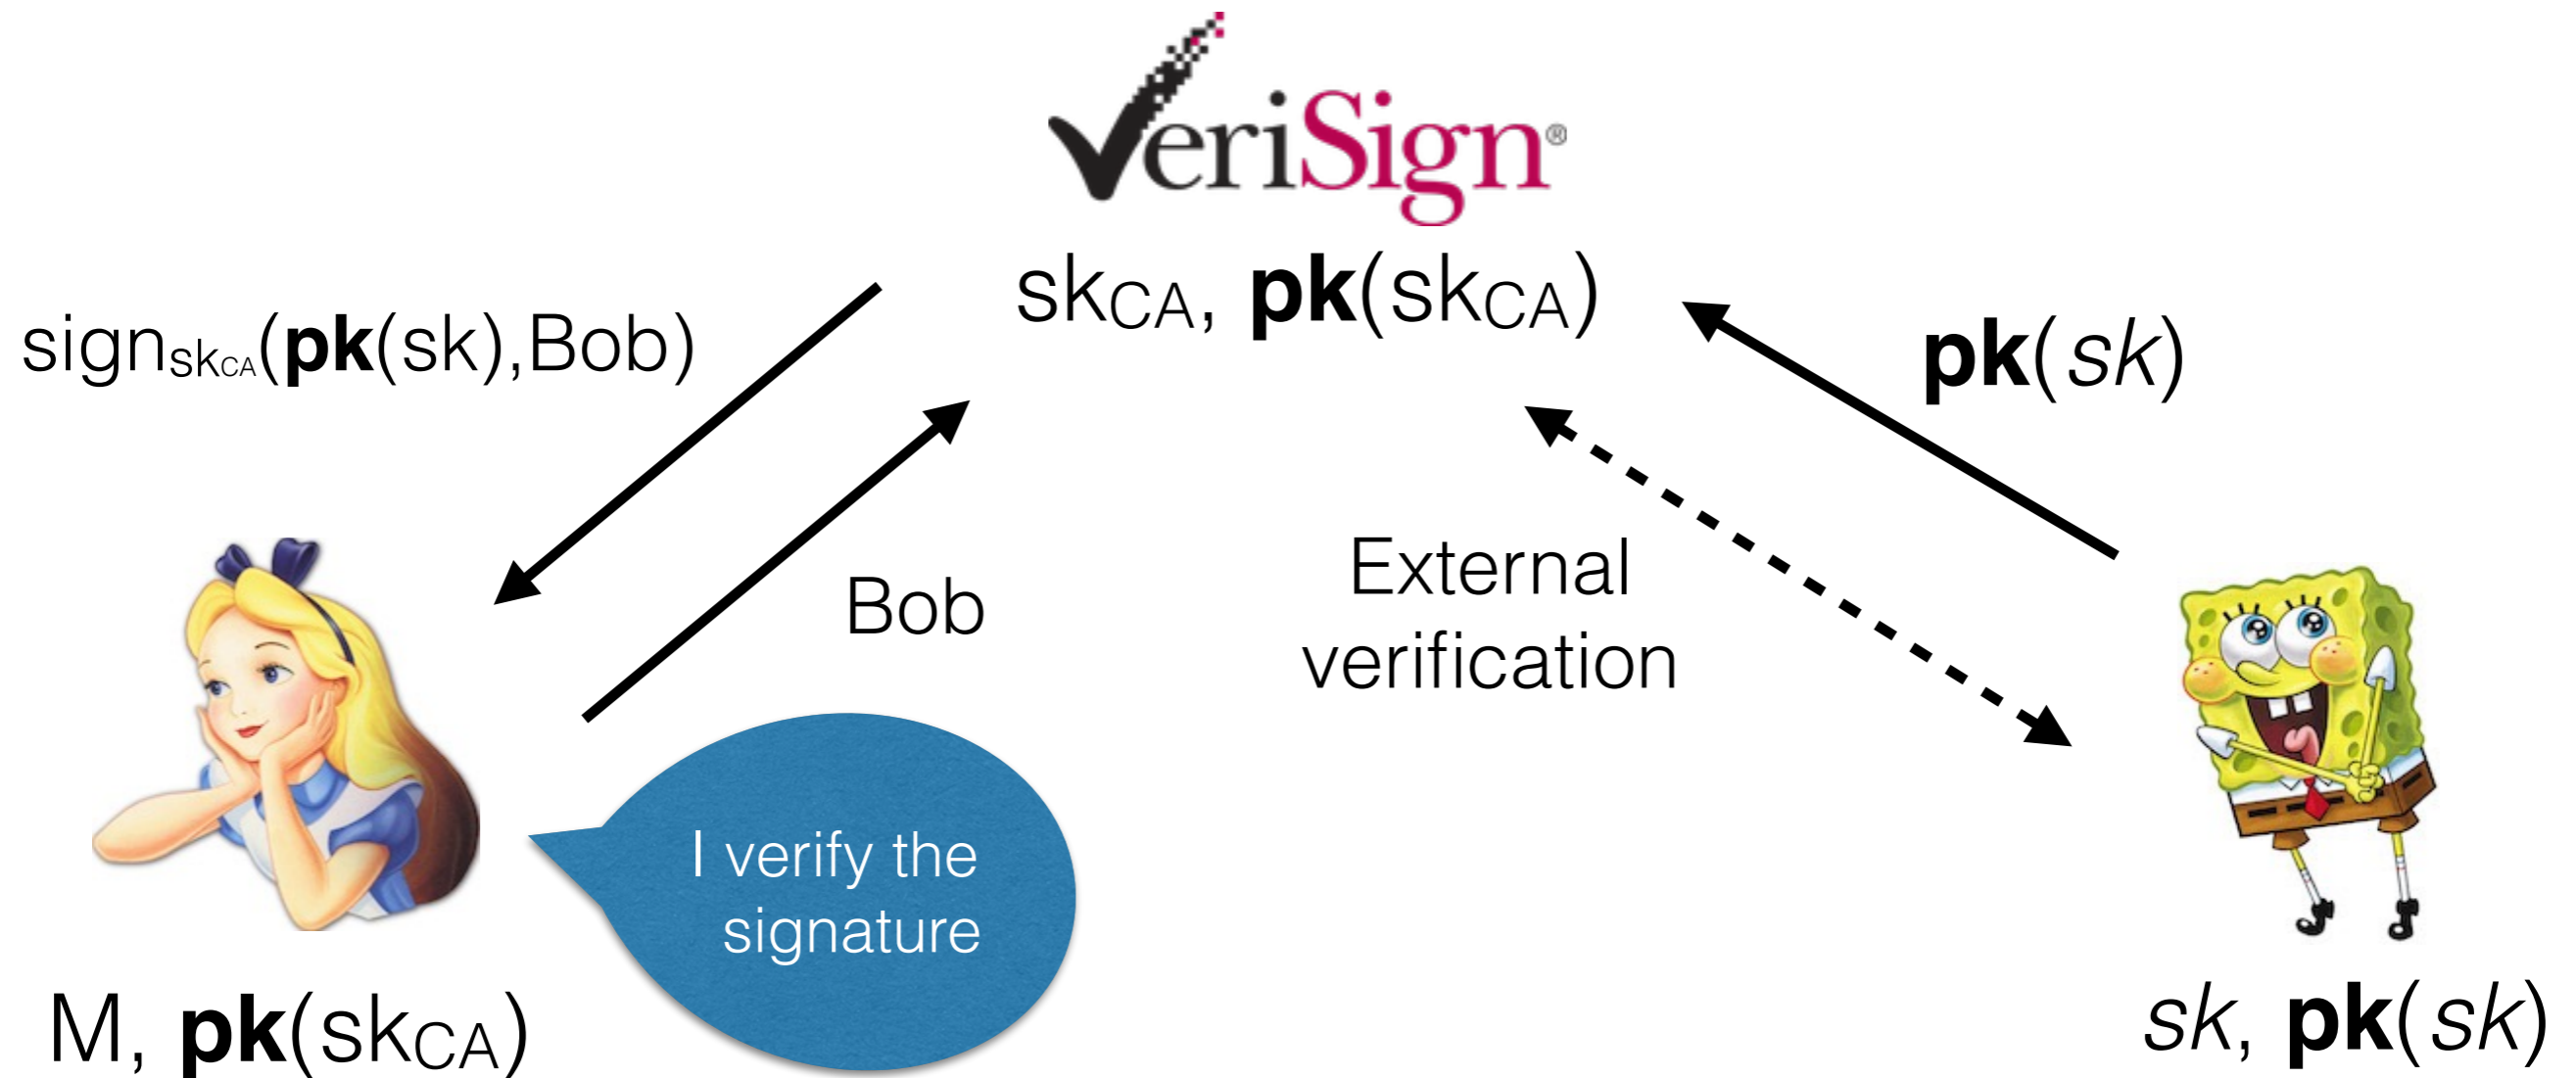 VeriSign®
skCA, pk(skCA)
signskCA(pk(sk),Bob)
pk(sk)
Bob
External
verification
I verify the
signature
M, pk(skCA)
sk, pk(sk)